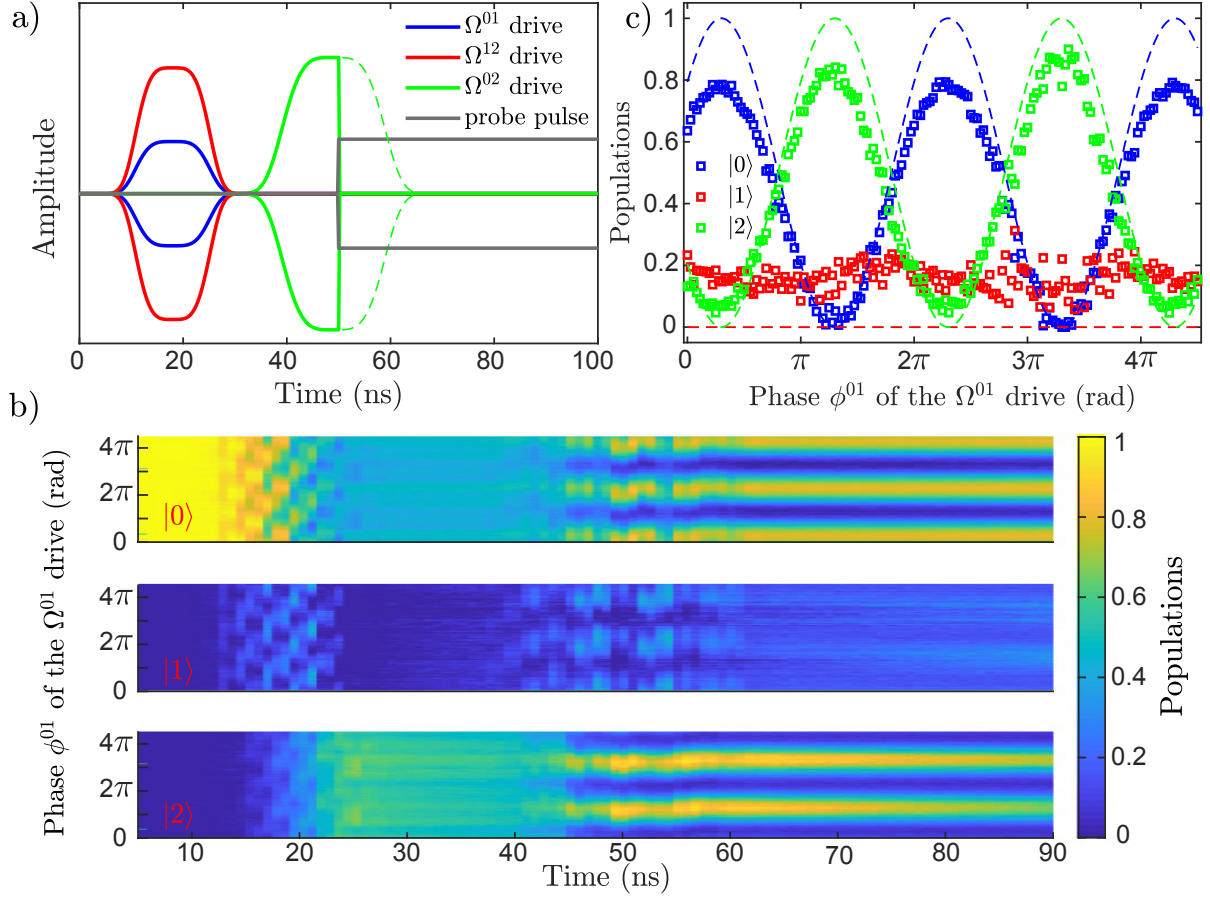 a)
Ω⁰¹ drive
Ω¹² drive
Ω⁰² drive
probe pulse
Amplitude
0 20 40 60 80 100
Time (ns)
c)
Populations
1
0.8
0.6
0.4
0.2
0
|0⟩
|1⟩
|2⟩
0 π 2π 3π 4π
Phase ϕ⁰¹ of the Ω⁰¹ drive (rad)
b)
Phase ϕ⁰¹ of the Ω⁰¹ drive (rad)
4π
2π
0
|0⟩
4π
2π
0
|1⟩
4π
2π
0
|2⟩
10 20 30 40 50 60 70 80 90
Time (ns)
1
0.8
0.6
0.4
0.2
0
Populations